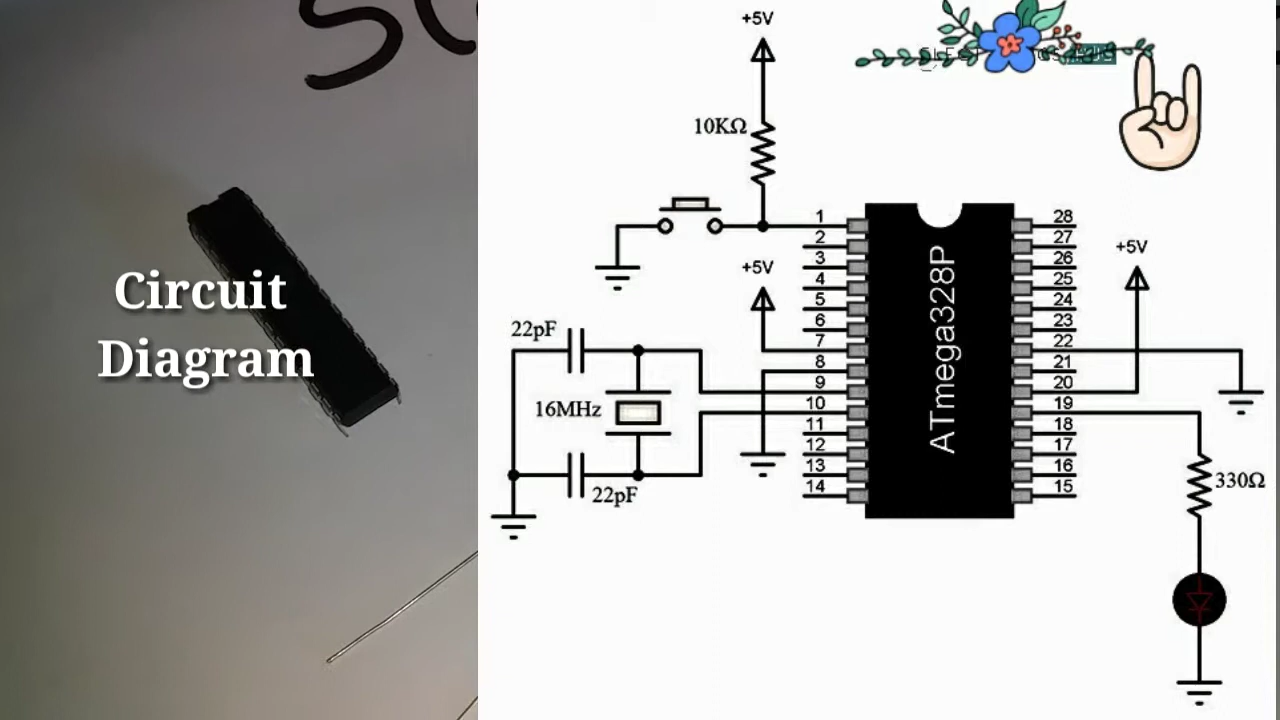 Circuit
Diagram
+5V
10KΩ
+5V
22pF
16MHz
22pF
1
2
3
4
5
6
7
8
9
10
11
12
13
14
ATmega328P
28
27
26
25
24
23
22
21
20
19
18
17
16
15
+5V
330Ω